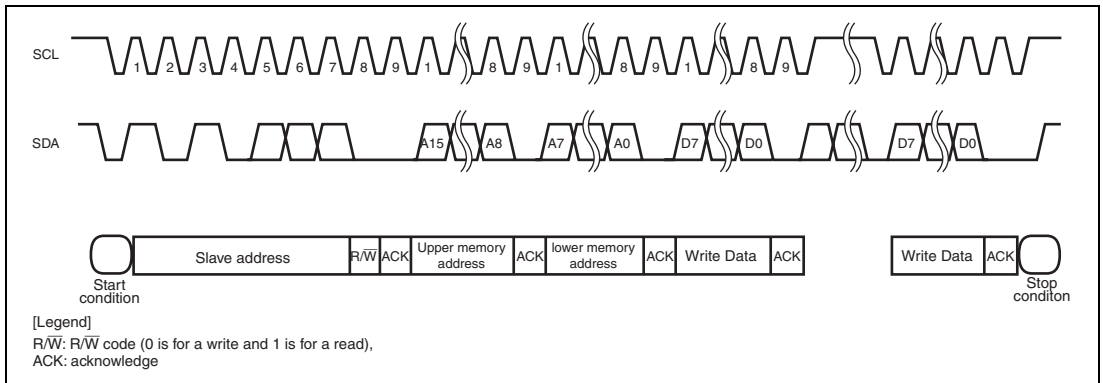 SCL
1 2 3 4 5 6 7 8 9 1 8 9 1 8 9 1 8 9
SDA
A15 A8 A7 A0 D7 D0 D7 D0
Slave address R/W̅ ACK Upper memory address ACK lower memory address ACK Write Data ACK Write Data ACK
Start condition
Stop conditon
[Legend]
R/W̅: R/W̅ code (0 is for a write and 1 is for a read),
ACK: acknowledge